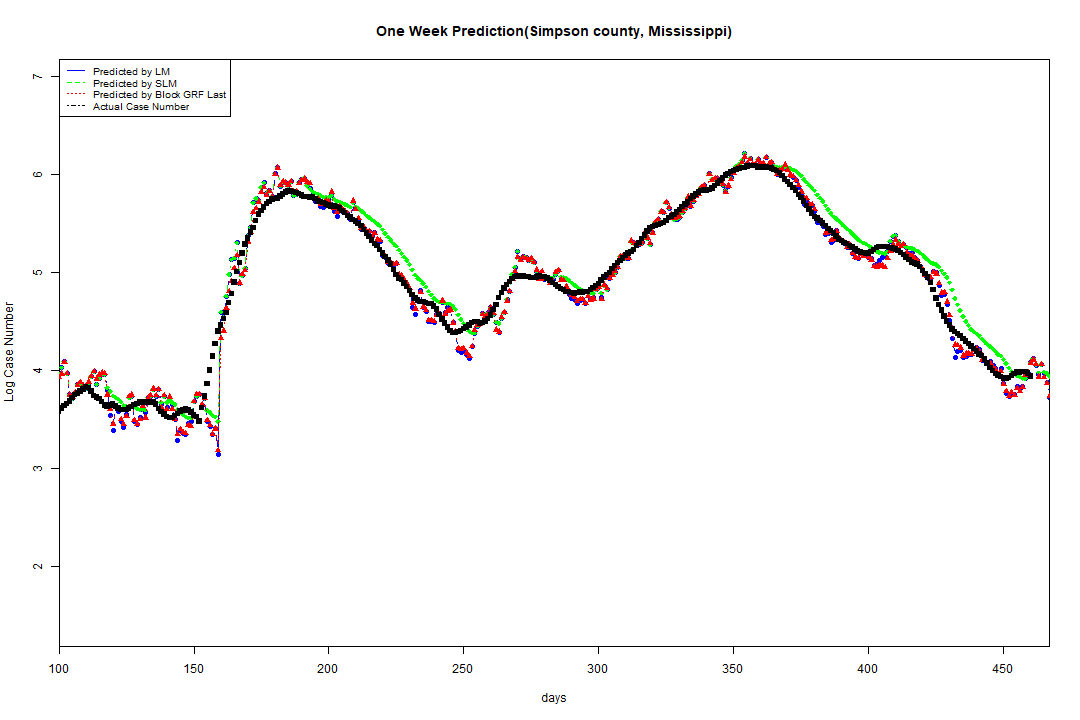 One Week Prediction(Simpson county, Mississippi)
Predicted by LM
Predicted by SLM
Predicted by Block GRF Last
Actual Case Number
7
6
5
4
3
2
Log Case Number
100 150 200 250 300 350 400 450
days